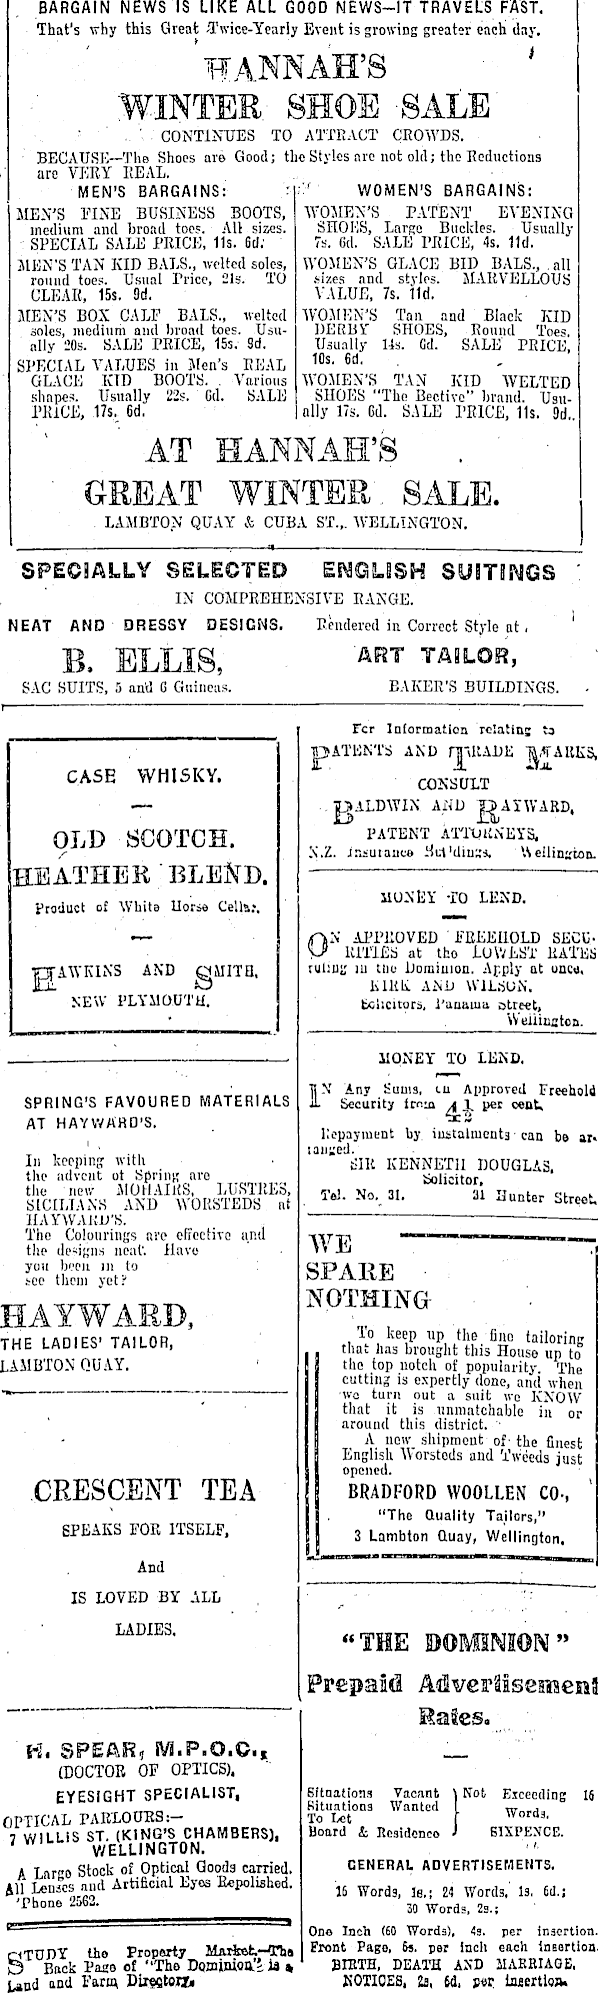 BARGAIN NEWS IS LIKE ALL GOOD NEWS—IT TRAVELS FAST.
That's why this Great Twice-Yearly Event is growing greater each day.
HANNAH'S
WINTER SHOE SALE
CONTINUES TO ATTRACT CROWDS.
BECAUSE—The Shoes are Good; the Styles are not old; the Reductions
are VERY REAL.
MEN'S BARGAINS:
MEN'S FINE BUSINESS BOOTS,
medium and broad toes. All sizes.
SPECIAL SALE PRICE, 11s. 6d.
MEN'S TAN KID BALS., welted soles,
round toes. Usual Price, 21s. TO
CLEAR, 15s. 9d.
MEN'S BOX CALF BALS., welted
soles, medium and broad toes. Usu-
ally 20s. SALE PRICE, 15s. 9d.
SPECIAL VALUES in Men's REAL
GLACE KID BOOTS. Various
shapes. Usually 22s. 6d. SALE
PRICE, 17s. 6d.
WOMEN'S BARGAINS:
WOMEN'S PATENT EVENING
SHOES, Large Buckles. Usually
7s. 6d. SALE PRICE, 4s. 11d.
WOMEN'S GLACE BID BALS., all
sizes and styles. MARVELLOUS
VALUE, 7s. 11d.
WOMEN'S Tan and Black KID
DERBY SHOES, Round Toes.
Usually 14s. 6d. SALE PRICE,
10s. 6d.
WOMEN'S TAN KID WELTED
SHOES "The Bective" brand. Usu-
ally 17s. 6d. SALE PRICE, 11s. 9d.
AT HANNAH'S
GREAT WINTER SALE.
LAMBTON QUAY & CUBA ST., WELLINGTON.
SPECIALLY SELECTED ENGLISH SUITINGS
IN COMPREHENSIVE RANGE.
NEAT AND DRESSY DESIGNS. Rendered in Correct Style at
B. ELLIS, ART TAILOR,
SAC SUITS, 5 and 6 Guineas. BAKER'S BUILDINGS.
CASE WHISKY.
OLD SCOTCH.
HEATHER BLEND.
Product of White Horse Cellar.
HAWKINS AND SMITH,
NEW PLYMOUTH.
SPRING'S FAVOURED MATERIALS
AT HAYWARD'S.
In keeping with
the advent of Spring are
the new MOHAIRS, LUSTRES,
SICILIANS AND WORSTEDS at
HAYWARD'S.
The Colourings are effective and
the designs neat. Have
you been in to
see them yet?
HAYWARD,
THE LADIES' TAILOR,
LAMBTON QUAY.
CRESCENT TEA
SPEAKS FOR ITSELF,
And
IS LOVED BY ALL
LADIES.
H. SPEAR, M.P.O.C.,
(DOCTOR OF OPTICS),
EYESIGHT SPECIALIST,
OPTICAL PARLOURS:—
7 WILLIS ST. (KING'S CHAMBERS),
WELLINGTON.
A Large Stock of Optical Goods carried.
All Lenses and Artificial Eyes Repolished.
'Phone 2562.
STUDY the Property Market.—The
Back Page of "The Dominion" is a
Land and Farm Directory.
For Information relating to
PATENTS AND TRADE MARKS,
CONSULT
BALDWIN AND RAYWARD,
PATENT ATTORNEYS,
N.Z. Insurance Buildings, Wellington.
MONEY TO LEND.
ON APPROVED FREEHOLD SECU-
RITIES at the LOWEST RATES
ruling in the Dominion. Apply at once.
KIRK AND WILSON.
Solicitors, Panama Street,
Wellington.
MONEY TO LEND.
IN Any Sums, on Approved Freehold
Security from 4½ per cent.
Repayment by instalments can be ar-
ranged.
SIR KENNETH DOUGLAS,
Solicitor,
Tel. No. 31. 31 Hunter Street.
WE
SPARE
NOTHING
To keep up the fine tailoring
that has brought this House up to
the top notch of popularity. The
cutting is expertly done, and when
we turn out a suit we KNOW
that it is unmatchable in or
around this district.
A new shipment of the finest
English Worsteds and Tweeds just
opened.
BRADFORD WOOLLEN CO.,
"The Quality Tailors,"
3 Lambton Quay, Wellington.
"THE DOMINION"
Prepaid Advertisement
Rates.
Situations Vacant
Situations Wanted
To Let
Board & Residence
Not Exceeding 16
Words,
SIXPENCE.
GENERAL ADVERTISEMENTS.
16 Words, 1s.; 24 Words, 1s. 6d.;
30 Words, 2s.;
One Inch (60 Words), 4s. per insertion.
Front Page, 6s. per inch each insertion.
BIRTH, DEATH AND MARRIAGE,
NOTICES, 2s. 6d. per insertion.